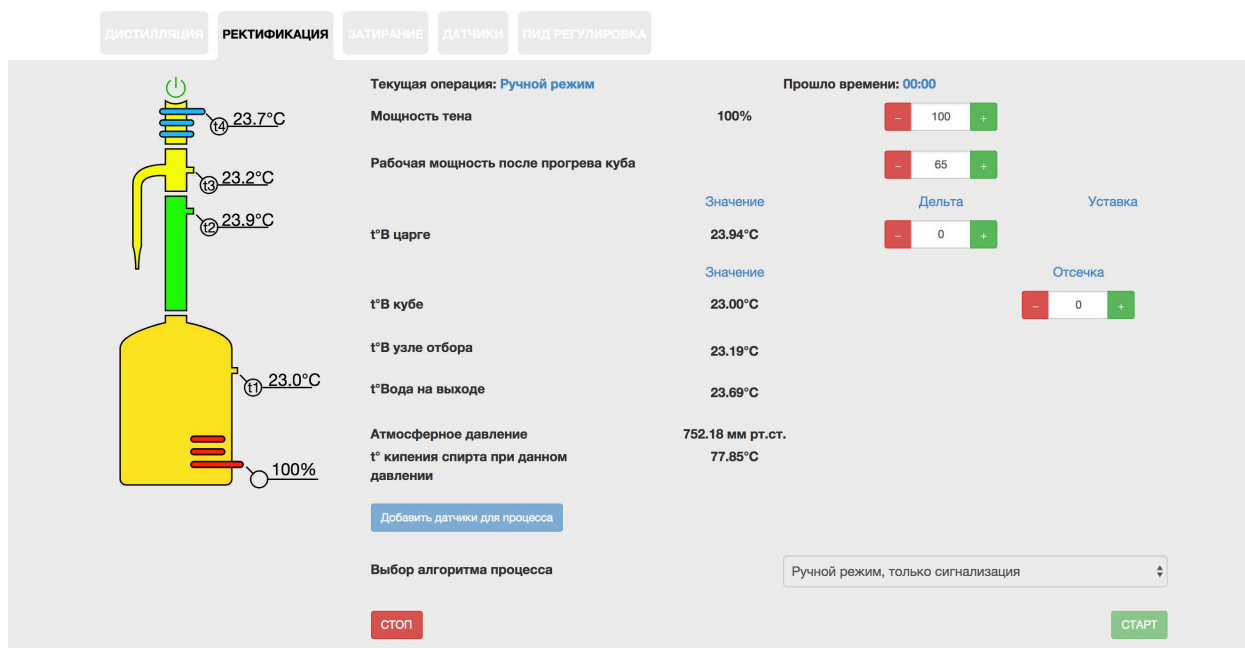 ДИСТИЛЛЯЦИЯ РЕКТИФИКАЦИЯ ЗАТИРАНИЕ ДАТЧИКИ ПИД РЕГУЛИРОВКА
Текущая операция: Ручной режим Прошло времени: 00:00
t4 23.7°C
Мощность тена 100% – 100 +
Рабочая мощность после прогрева куба – 65 +
t3 23.2°C
Значение Дельта Уставка
t2 23.9°C
t°В царге 23.94°C – 0 +
Значение Отсечка
t°В кубе 23.00°C – 0 +
t°В узле отбора 23.19°C
t1 23.0°C
t°Вода на выходе 23.69°C
Атмосферное давление 752.18 мм рт.ст.
t° кипения спирта при данном 77.85°C
давлении
100%
Добавить датчики для процесса
Выбор алгоритма процесса Ручной режим, только сигнализация
СТОП СТАРТ